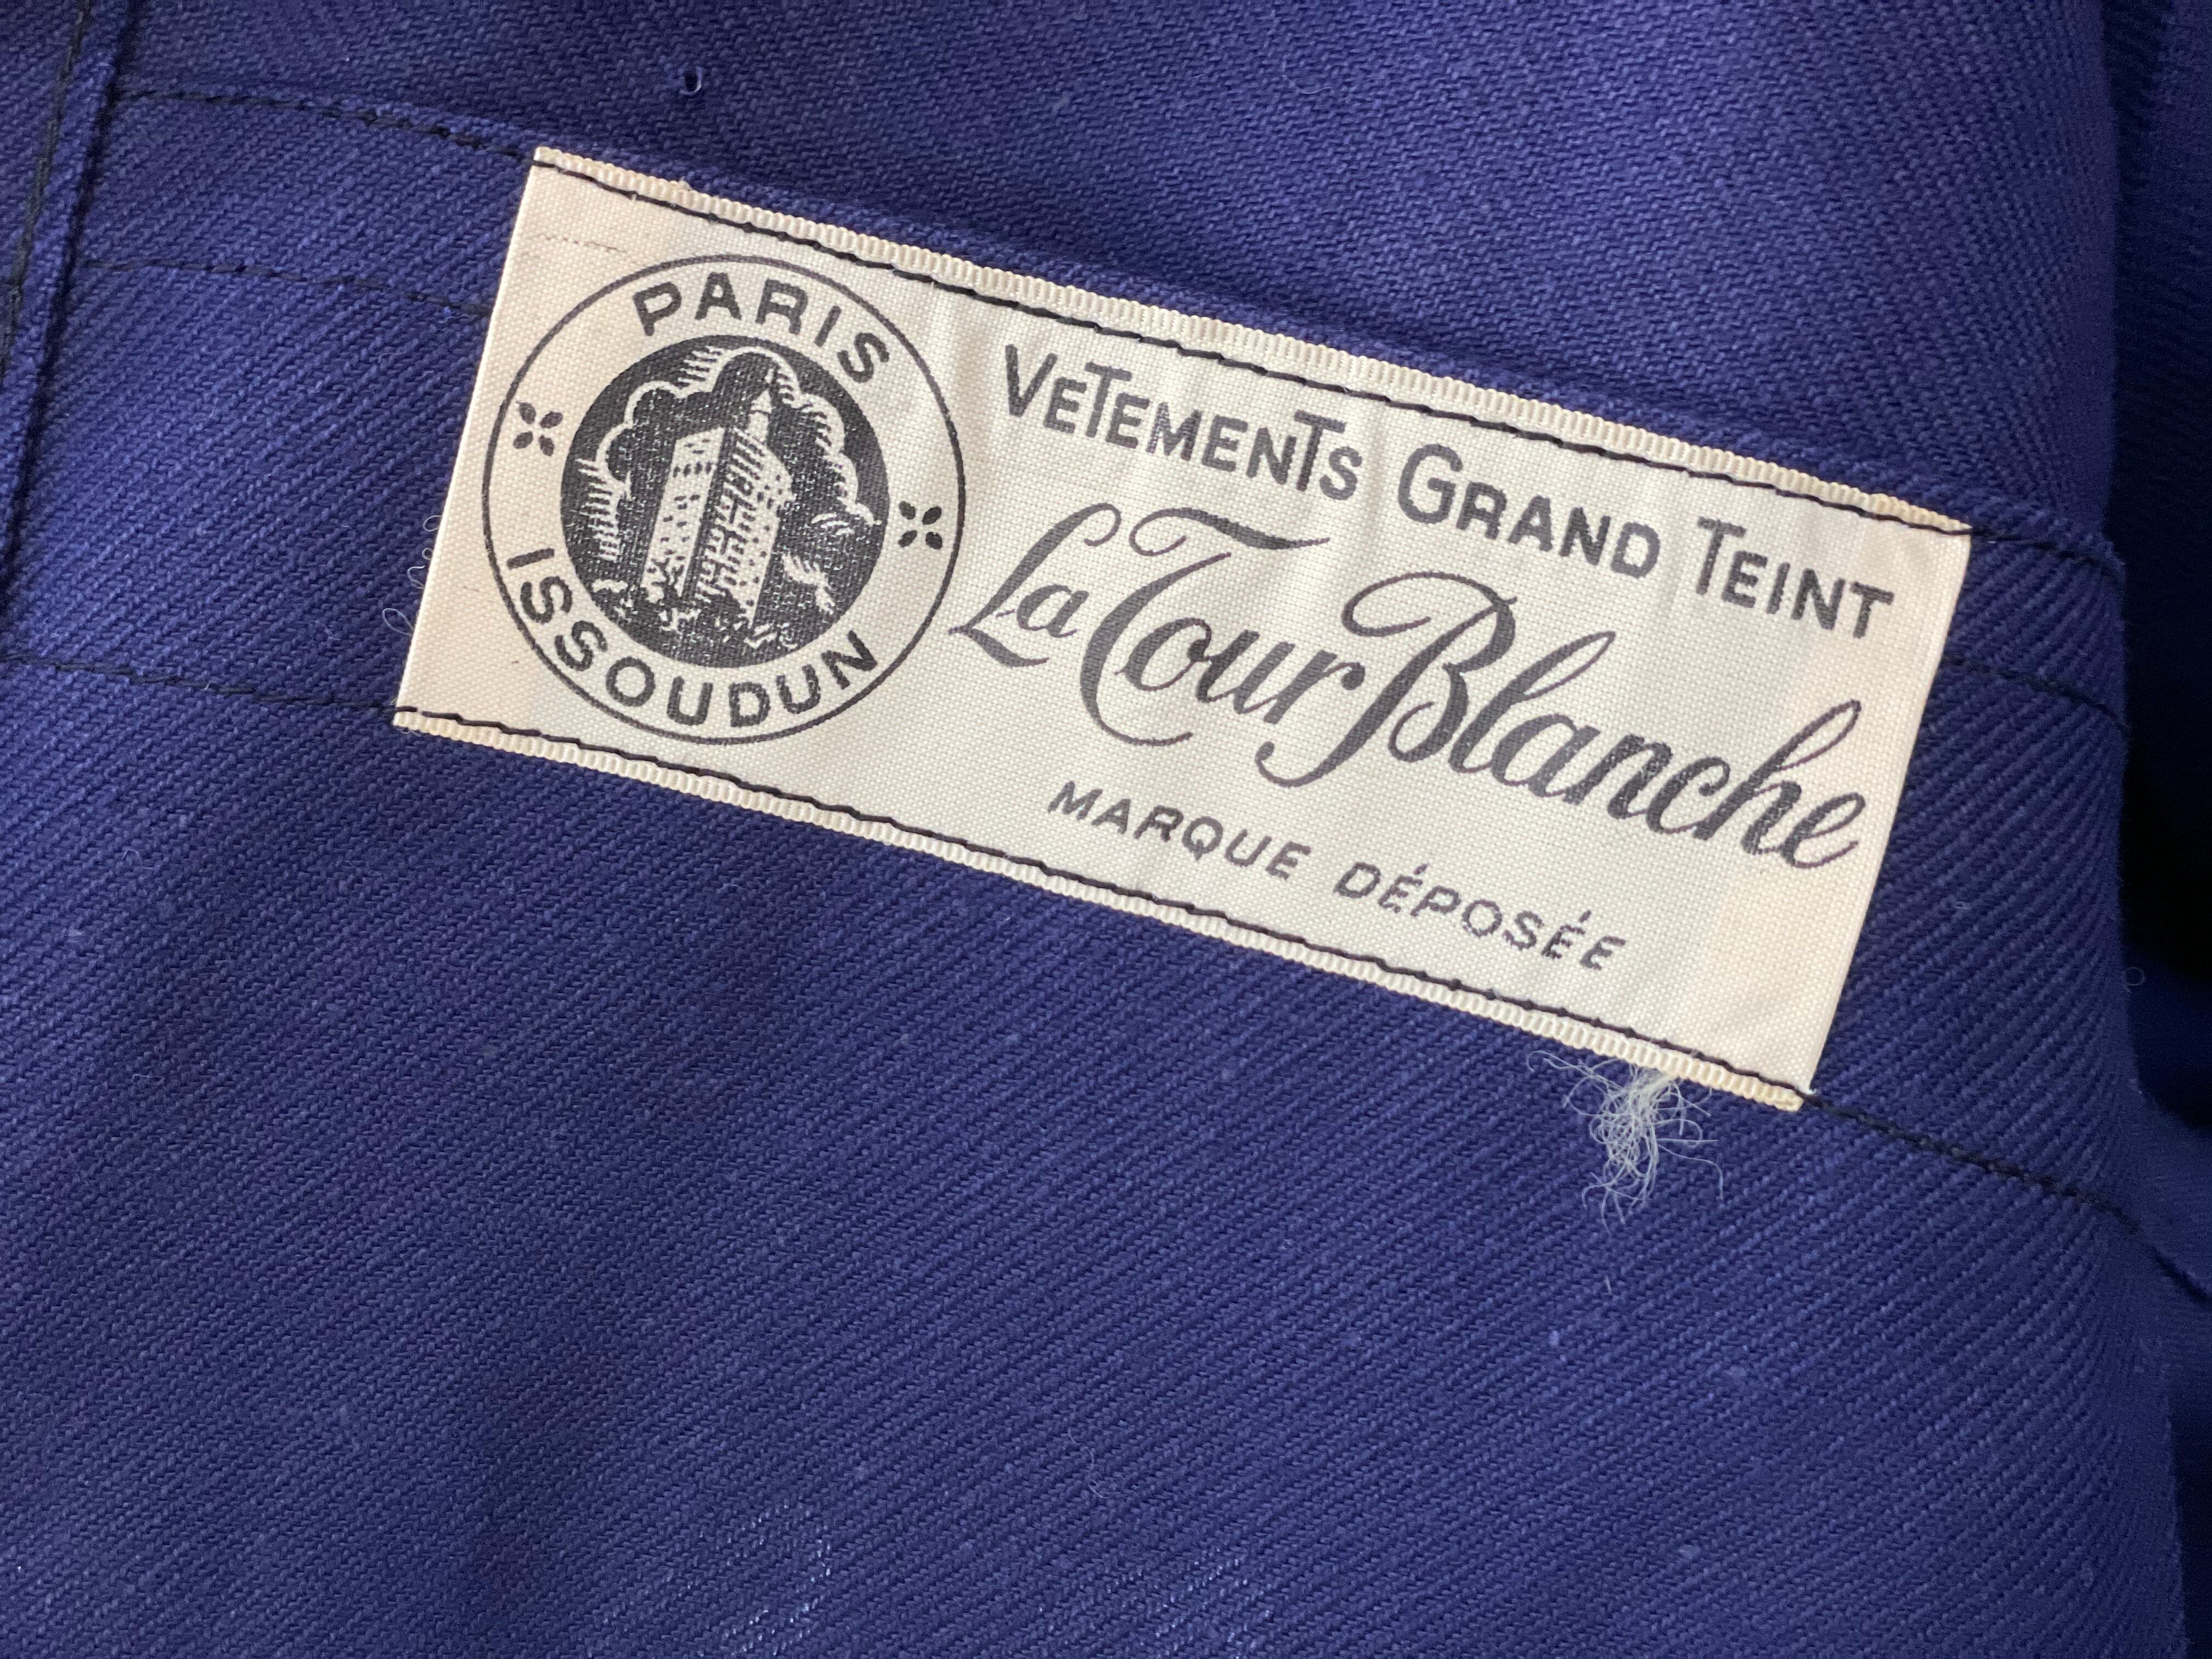 PARIS
ISSOUDUN
VETEMENTS GRAND TEINT
La Tour Blanche
MARQUE DÉPOSÉE